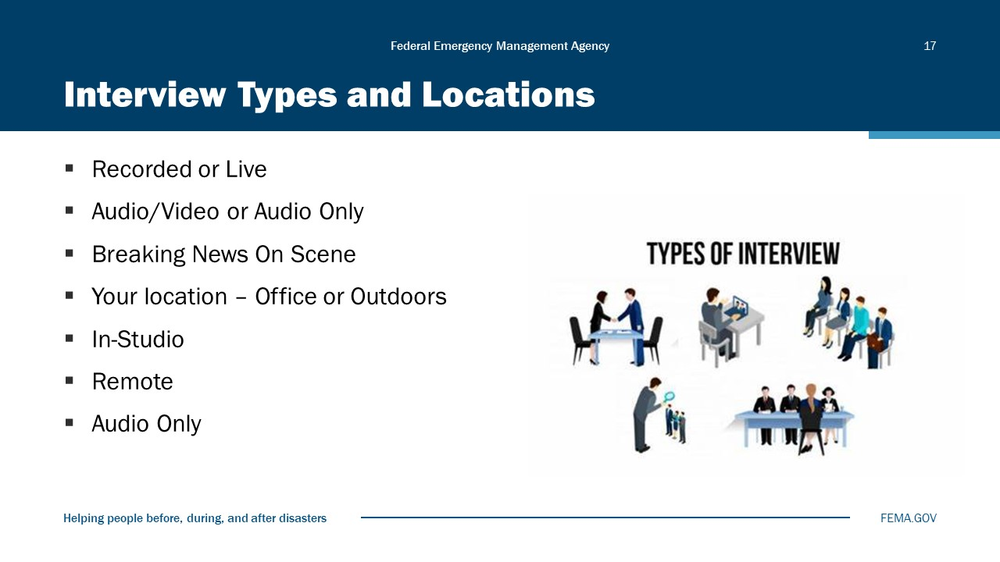 Federal Emergency Management Agency
17
Interview Types and Locations
▪ Recorded or Live
▪ Audio/Video or Audio Only
▪ Breaking News On Scene
▪ Your location – Office or Outdoors
▪ In-Studio
▪ Remote
▪ Audio Only
TYPES OF INTERVIEW
Helping people before, during, and after disasters
FEMA.GOV